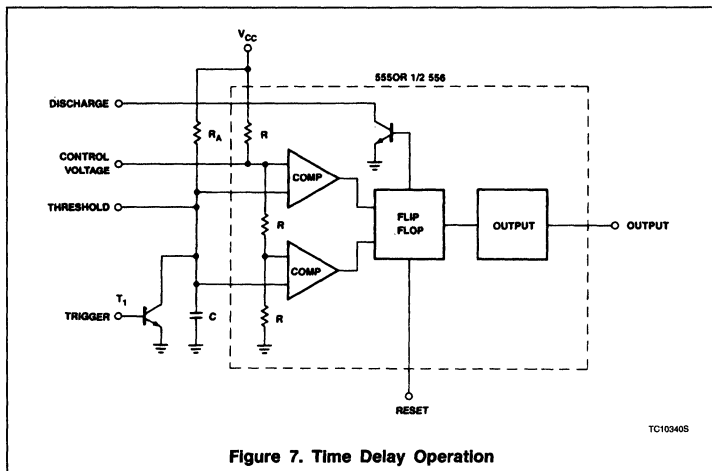 VCC
555OR 1/2 556
DISCHARGE
RA
R
CONTROL VOLTAGE
COMP
THRESHOLD
R
FLIP FLOP
OUTPUT
OUTPUT
COMP
T1
TRIGGER
C
R
RESET
TC10340S
Figure 7. Time Delay Operation